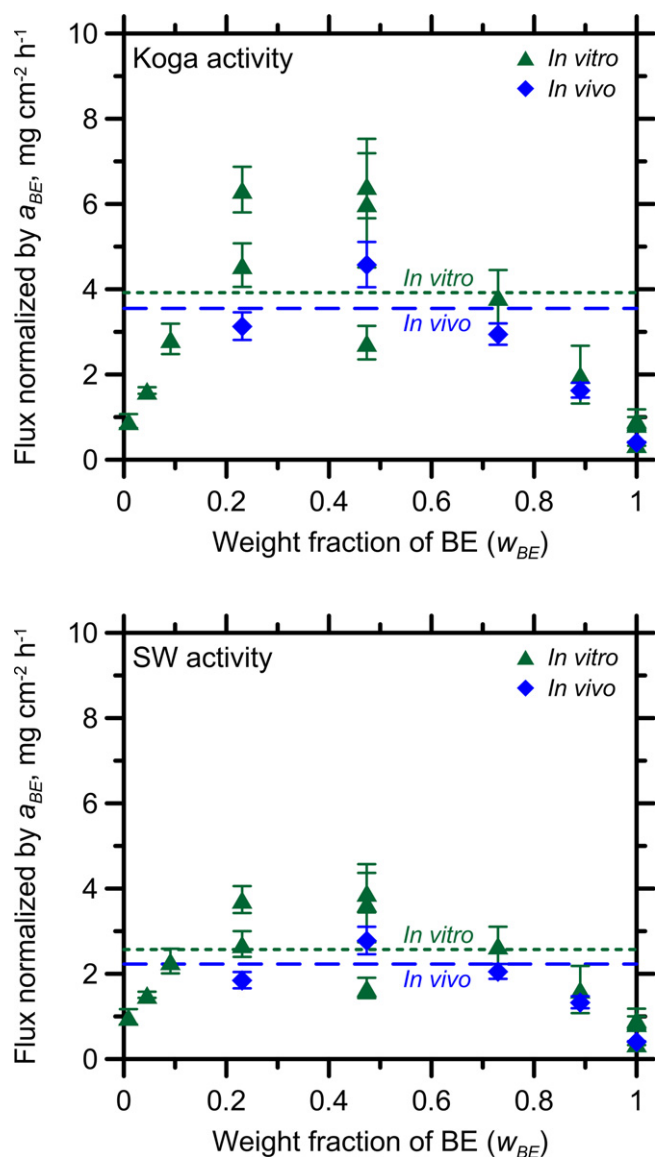 Koga activity
In vitro
In vivo
Flux normalized by a_BE, mg cm⁻² h⁻¹
10
8
6
4
2
0
In vitro
In vivo
0 0.2 0.4 0.6 0.8 1
Weight fraction of BE (w_BE)
SW activity
In vitro
In vivo
Flux normalized by a_BE, mg cm⁻² h⁻¹
10
8
6
4
2
0
In vitro
In vivo
0 0.2 0.4 0.6 0.8 1
Weight fraction of BE (w_BE)